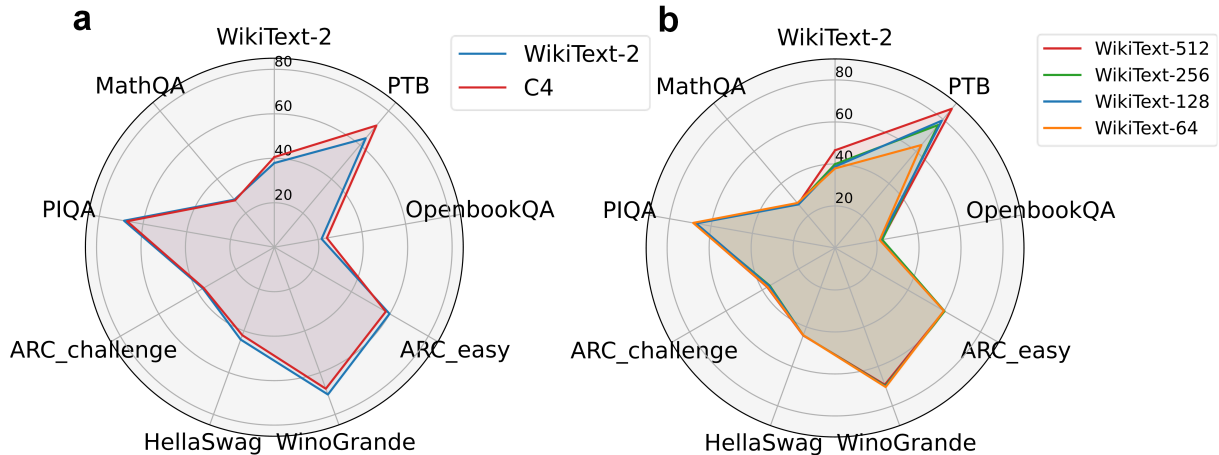 a
WikiText-2
80
60
40
20
MathQA
PTB
PIQA
OpenbookQA
ARC_challenge
ARC_easy
HellaSwag
WinoGrande
WikiText-2
C4
b
WikiText-2
80
60
40
20
MathQA
PTB
PIQA
OpenbookQA
ARC_challenge
ARC_easy
HellaSwag
WinoGrande
WikiText-512
WikiText-256
WikiText-128
WikiText-64